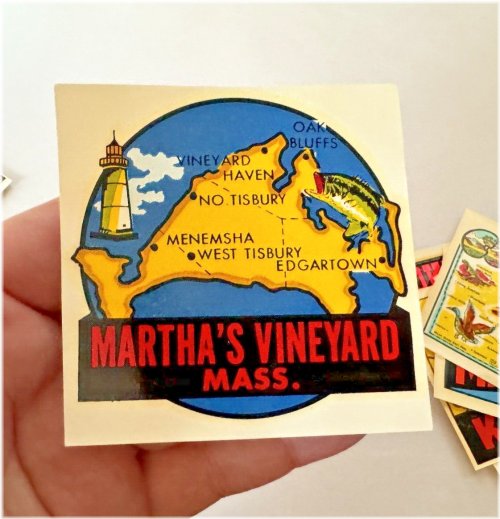 OAK
BLUFFS
VINEYARD
HAVEN
NO. TISBURY
MENEMSHA
WEST TISBURY
EDGARTOWN
MARTHA'S VINEYARD
MASS.